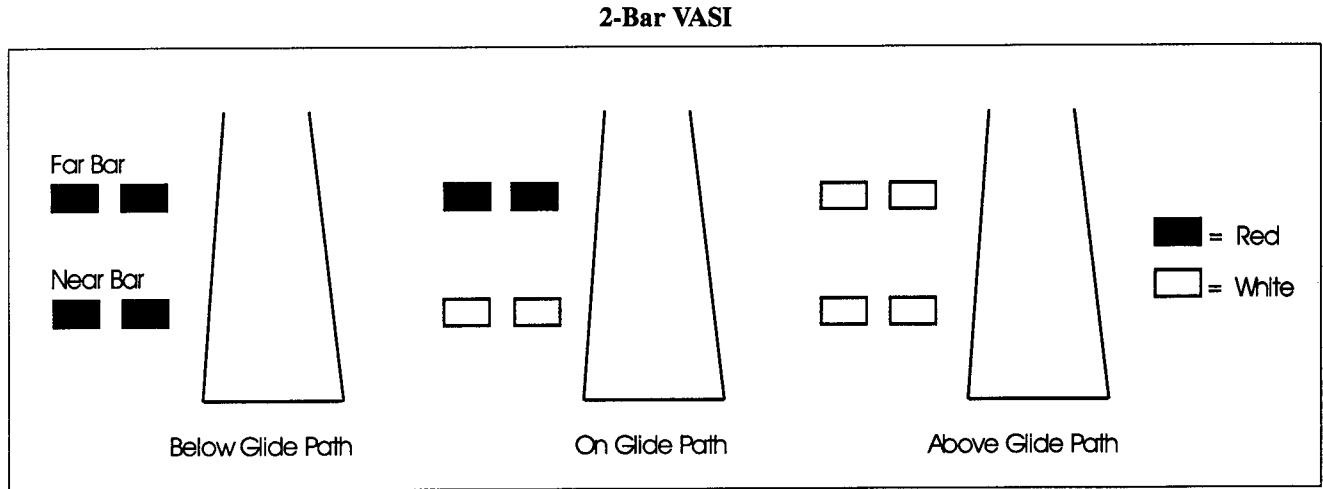 2-Bar VASI
Far Bar
Near Bar
= Red
= White
Below Glide Path
On Glide Path
Above Glide Path